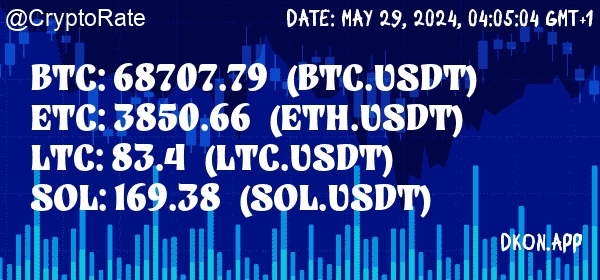 @CryptoRate
DATE: MAY 29, 2024, 04:05:04 GMT+1
BTC: 68707.79 (BTC.USDT)
ETC: 3850.66 (ETH.USDT)
LTC: 83.4 (LTC.USDT)
SOL: 169.38 (SOL.USDT)
DKON.APP